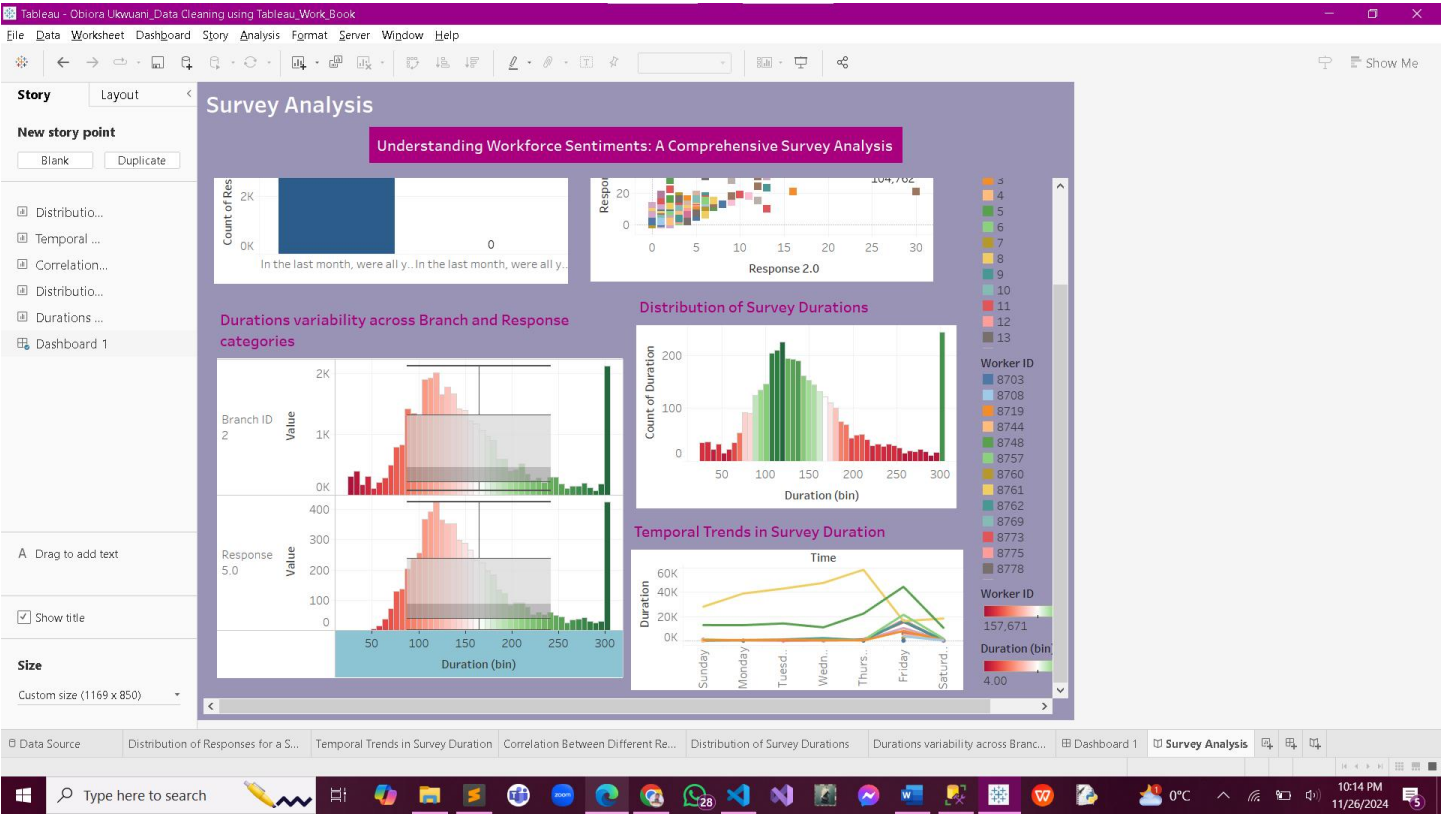 Tableau - Obiora Ukwuani_Data Cleaning using Tableau_Work_Book
File Data Worksheet Dashboard Story Analysis Format Server Window Help
Show Me
Story Layout
New story point
Blank Duplicate
Distributio...
Temporal ...
Correlation...
Distributio...
Durations ...
Dashboard 1
A Drag to add text
Show title
Size
Custom size (1169 x 850)
Survey Analysis
Understanding Workforce Sentiments: A Comprehensive Survey Analysis
Count of Res
2K
0K
0
In the last month, were all y.. In the last month, were all y..
Respor
20
0
104,762
0 5 10 15 20 25 30
Response 2.0
Durations variability across Branch and Response
categories
Branch ID
2
Value
2K
1K
0K
Response
5.0
Value
400
300
200
100
0
50 100 150 200 250 300
Duration (bin)
Distribution of Survey Durations
Count of Duration
200
100
0
50 100 150 200 250 300
Duration (bin)
Temporal Trends in Survey Duration
Time
Duration
60K
40K
20K
0K
Sunday
Monday
Tuesd..
Wedn..
Thurs..
Friday
Saturd..
3
4
5
6
7
8
9
10
11
12
13
Worker ID
8703
8708
8719
8744
8748
8757
8760
8761
8762
8769
8773
8775
8778
Worker ID
157,671
Duration (bin)
4.00
Data Source Distribution of Responses for a S... Temporal Trends in Survey Duration Correlation Between Different Re... Distribution of Survey Durations Durations variability across Branc... Dashboard 1 Survey Analysis
Type here to search
zoom
28
0°C
10:14 PM
11/26/2024
5